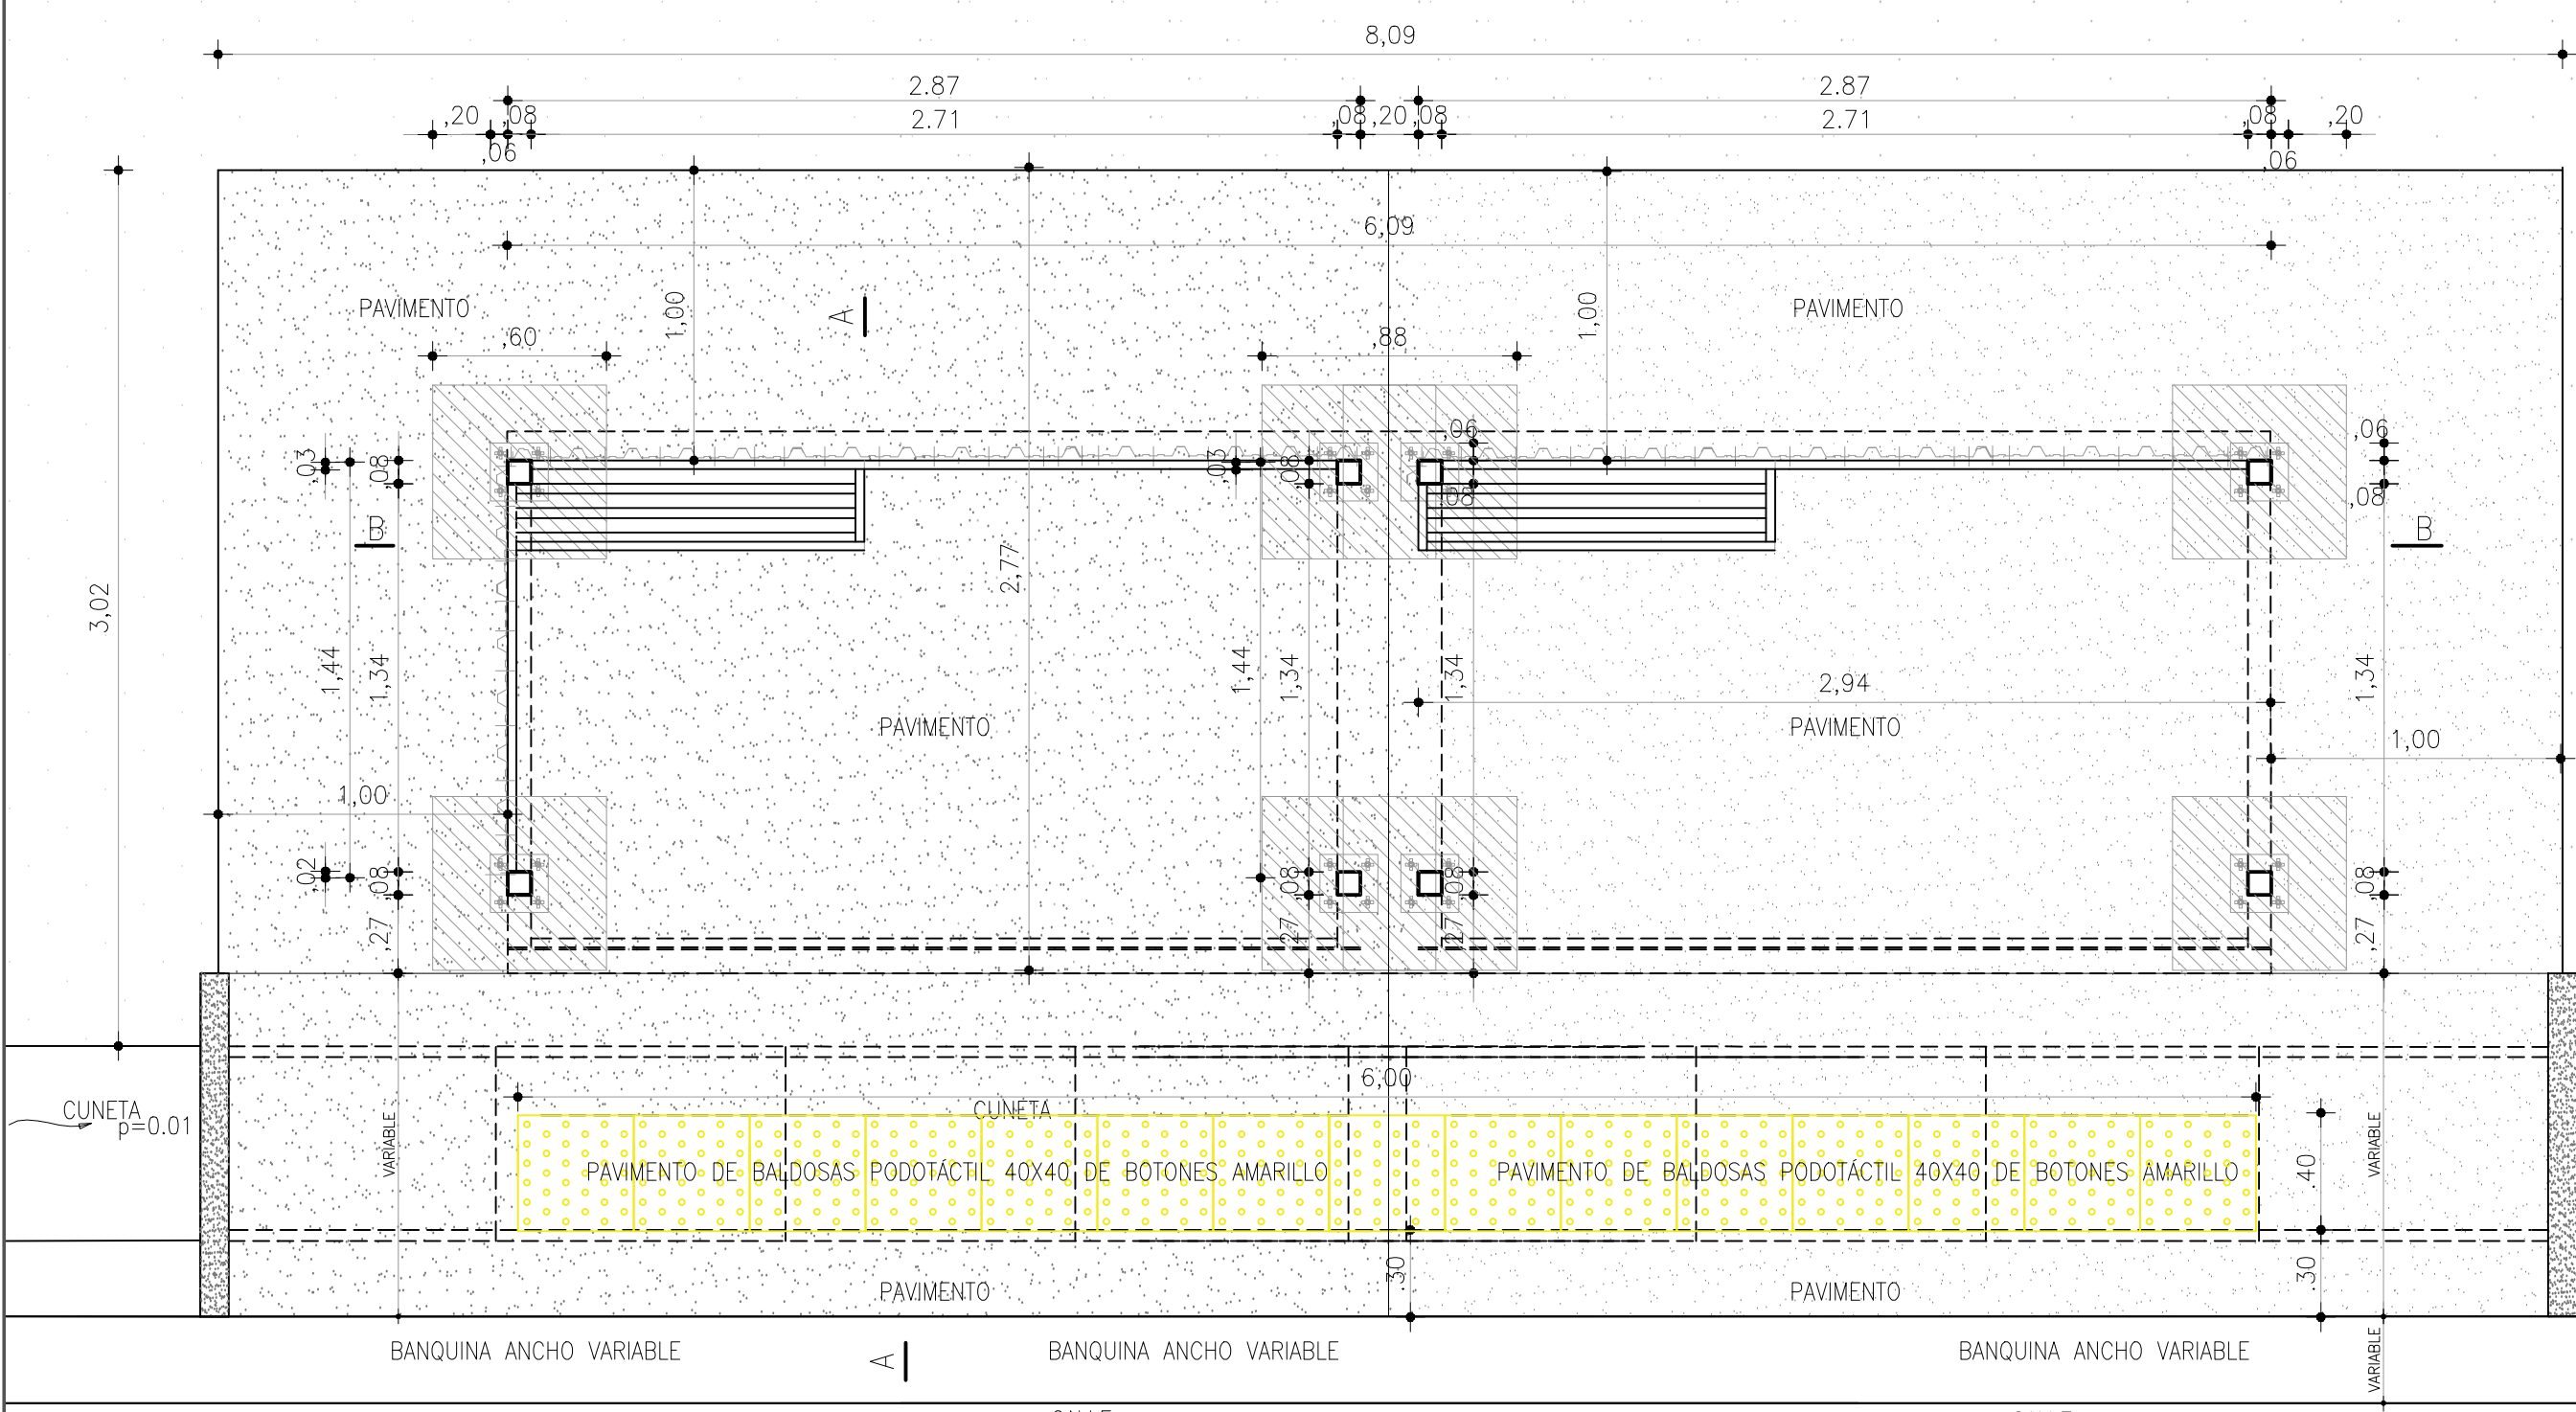 8,09
2.87
2.87
,20
,08
2.71
,08
,20
,08
2.71
,08
,20
,06
,06
6,09
PAVIMENTO
1,00
A
1,00
PAVIMENTO
,60
,88
,06
,06
,03
,08
,03
,08
,08
,08
B
B
3,02
2,77
1,44
1,34
1,44
1,34
1,34
2,94
1,34
PAVIMENTO
PAVIMENTO
1,00
1,00
,02
,08
,08
,08
,08
,27
,27
,27
,27
6,00
CUNETA
p=0.01
CUNETA
VARIABLE
VARIABLE
PAVIMENTO DE BALDOSAS PODOTÁCTIL 40X40 DE BOTONES AMARILLO
PAVIMENTO DE BALDOSAS PODOTÁCTIL 40X40 DE BOTONES AMARILLO
.40
.30
.30
PAVIMENTO
PAVIMENTO
BANQUINA ANCHO VARIABLE
A
BANQUINA ANCHO VARIABLE
BANQUINA ANCHO VARIABLE
VARIABLE